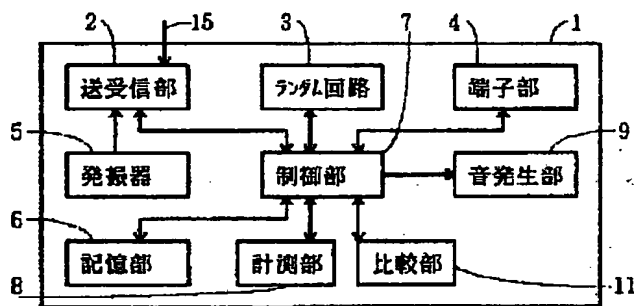 2
15
3
4
1
送受信部
ランダム回路
端子部
7
5
9
発振器
制御部
音発生部
6
記憶部
計測部
比較部
8
11